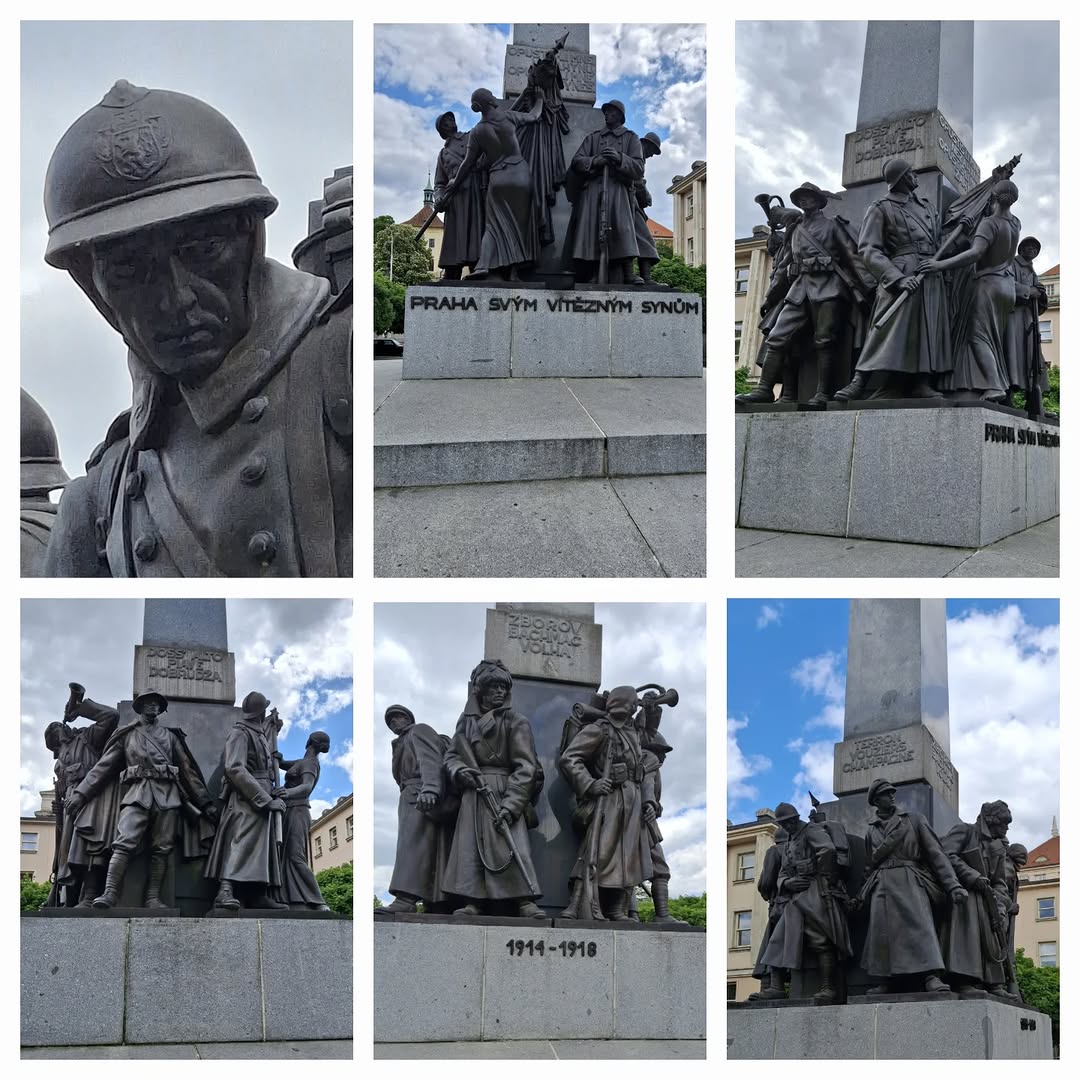 PRAHA SVÝM VÍTĚZNÝM SYNŮM
DOSS ALTO
PIAVE
DOBRUDŽA
PRAHA SVÝM
DOSS ALTO
PIAVE
DOBRUDŽA
ZBOROV
BACHMAČ
VOLHA
1914-1918
TERRON
VOUZIERS
CHAMPAGNE